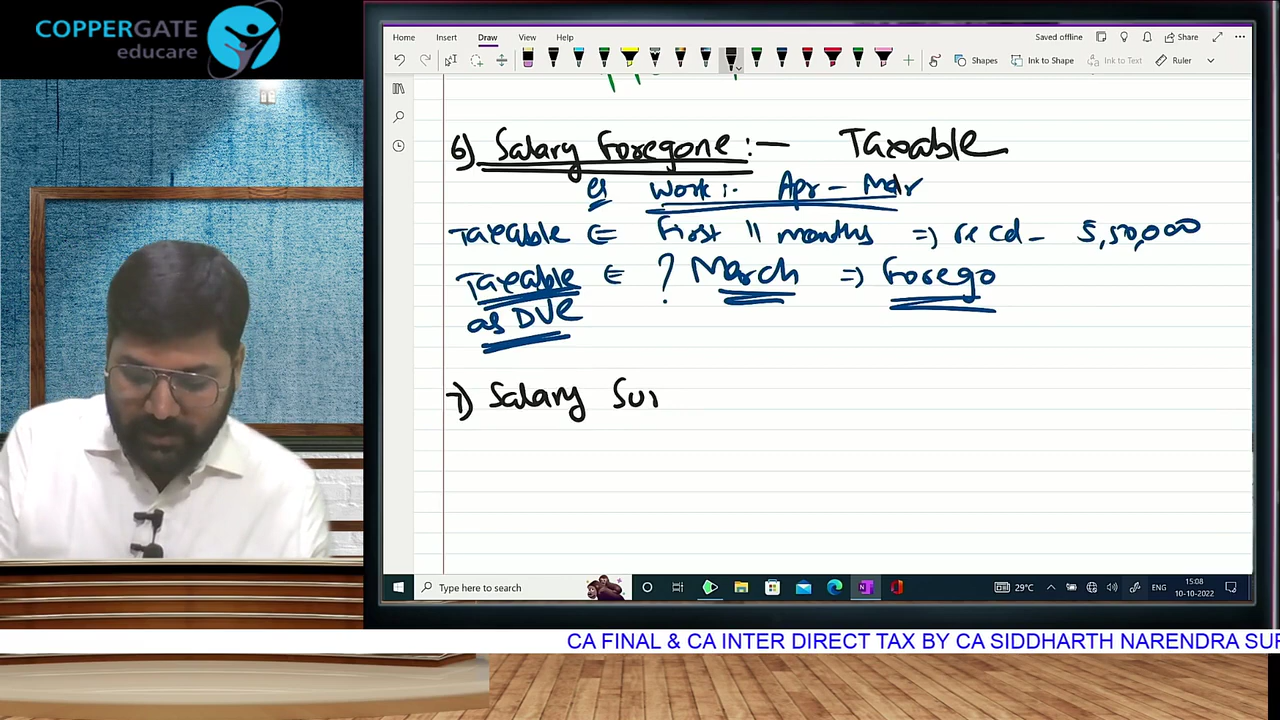 COPPERGATE
educare
Home Insert Draw View Help
Saved offline
Share
Shapes
Ink to Shape
Ink to Text
Ruler
6) Salary Foregone :- Taxable
eg Work :- Apr - Mar
Taxable ∈ First 11 months => recd - 5,50,000
Taxable ∈ ? March => Forego
as DUE
7) Salary Sur
Type here to search
29°C
ENG
15:08
10-10-2022
CA FINAL & CA INTER DIRECT TAX BY CA SIDDHARTH NARENDRA SUR